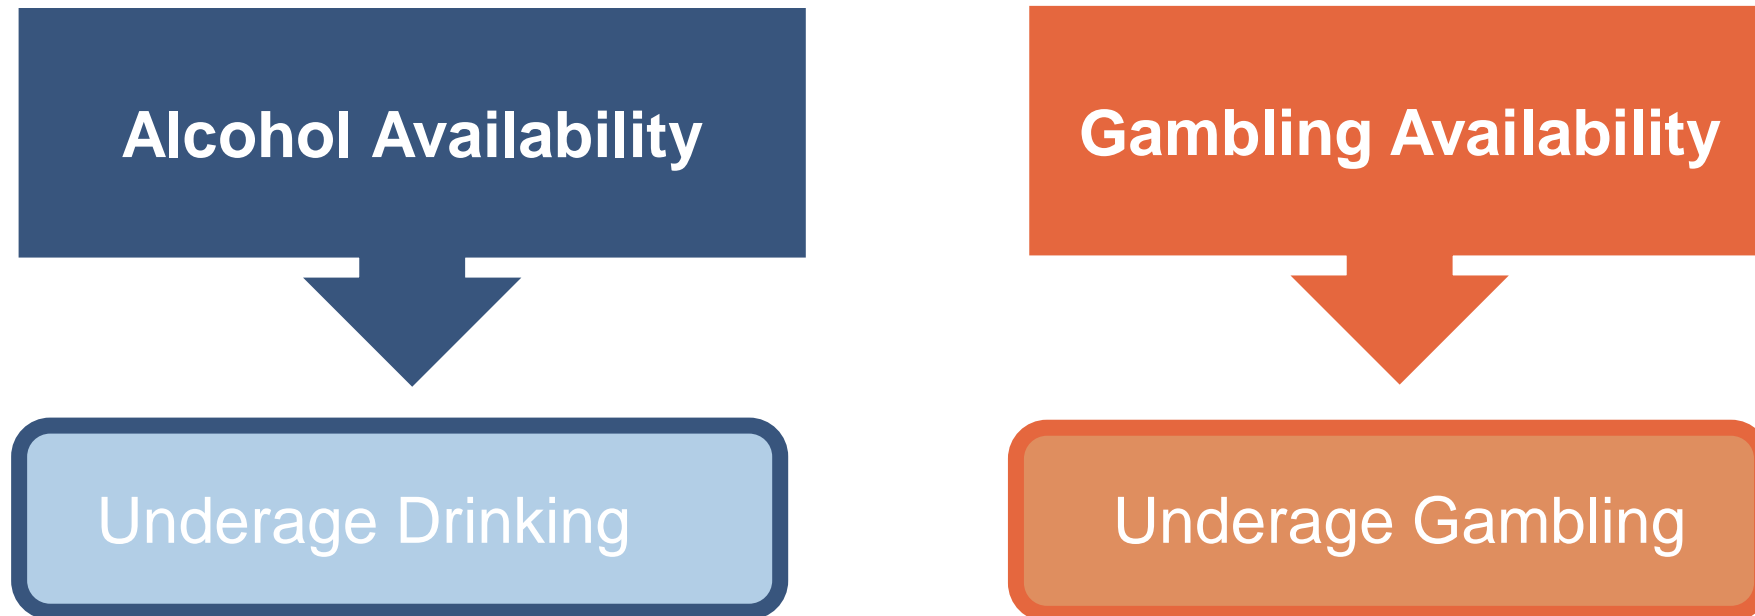 Alcohol Availability
Gambling Availability
Underage Drinking
Underage Gambling